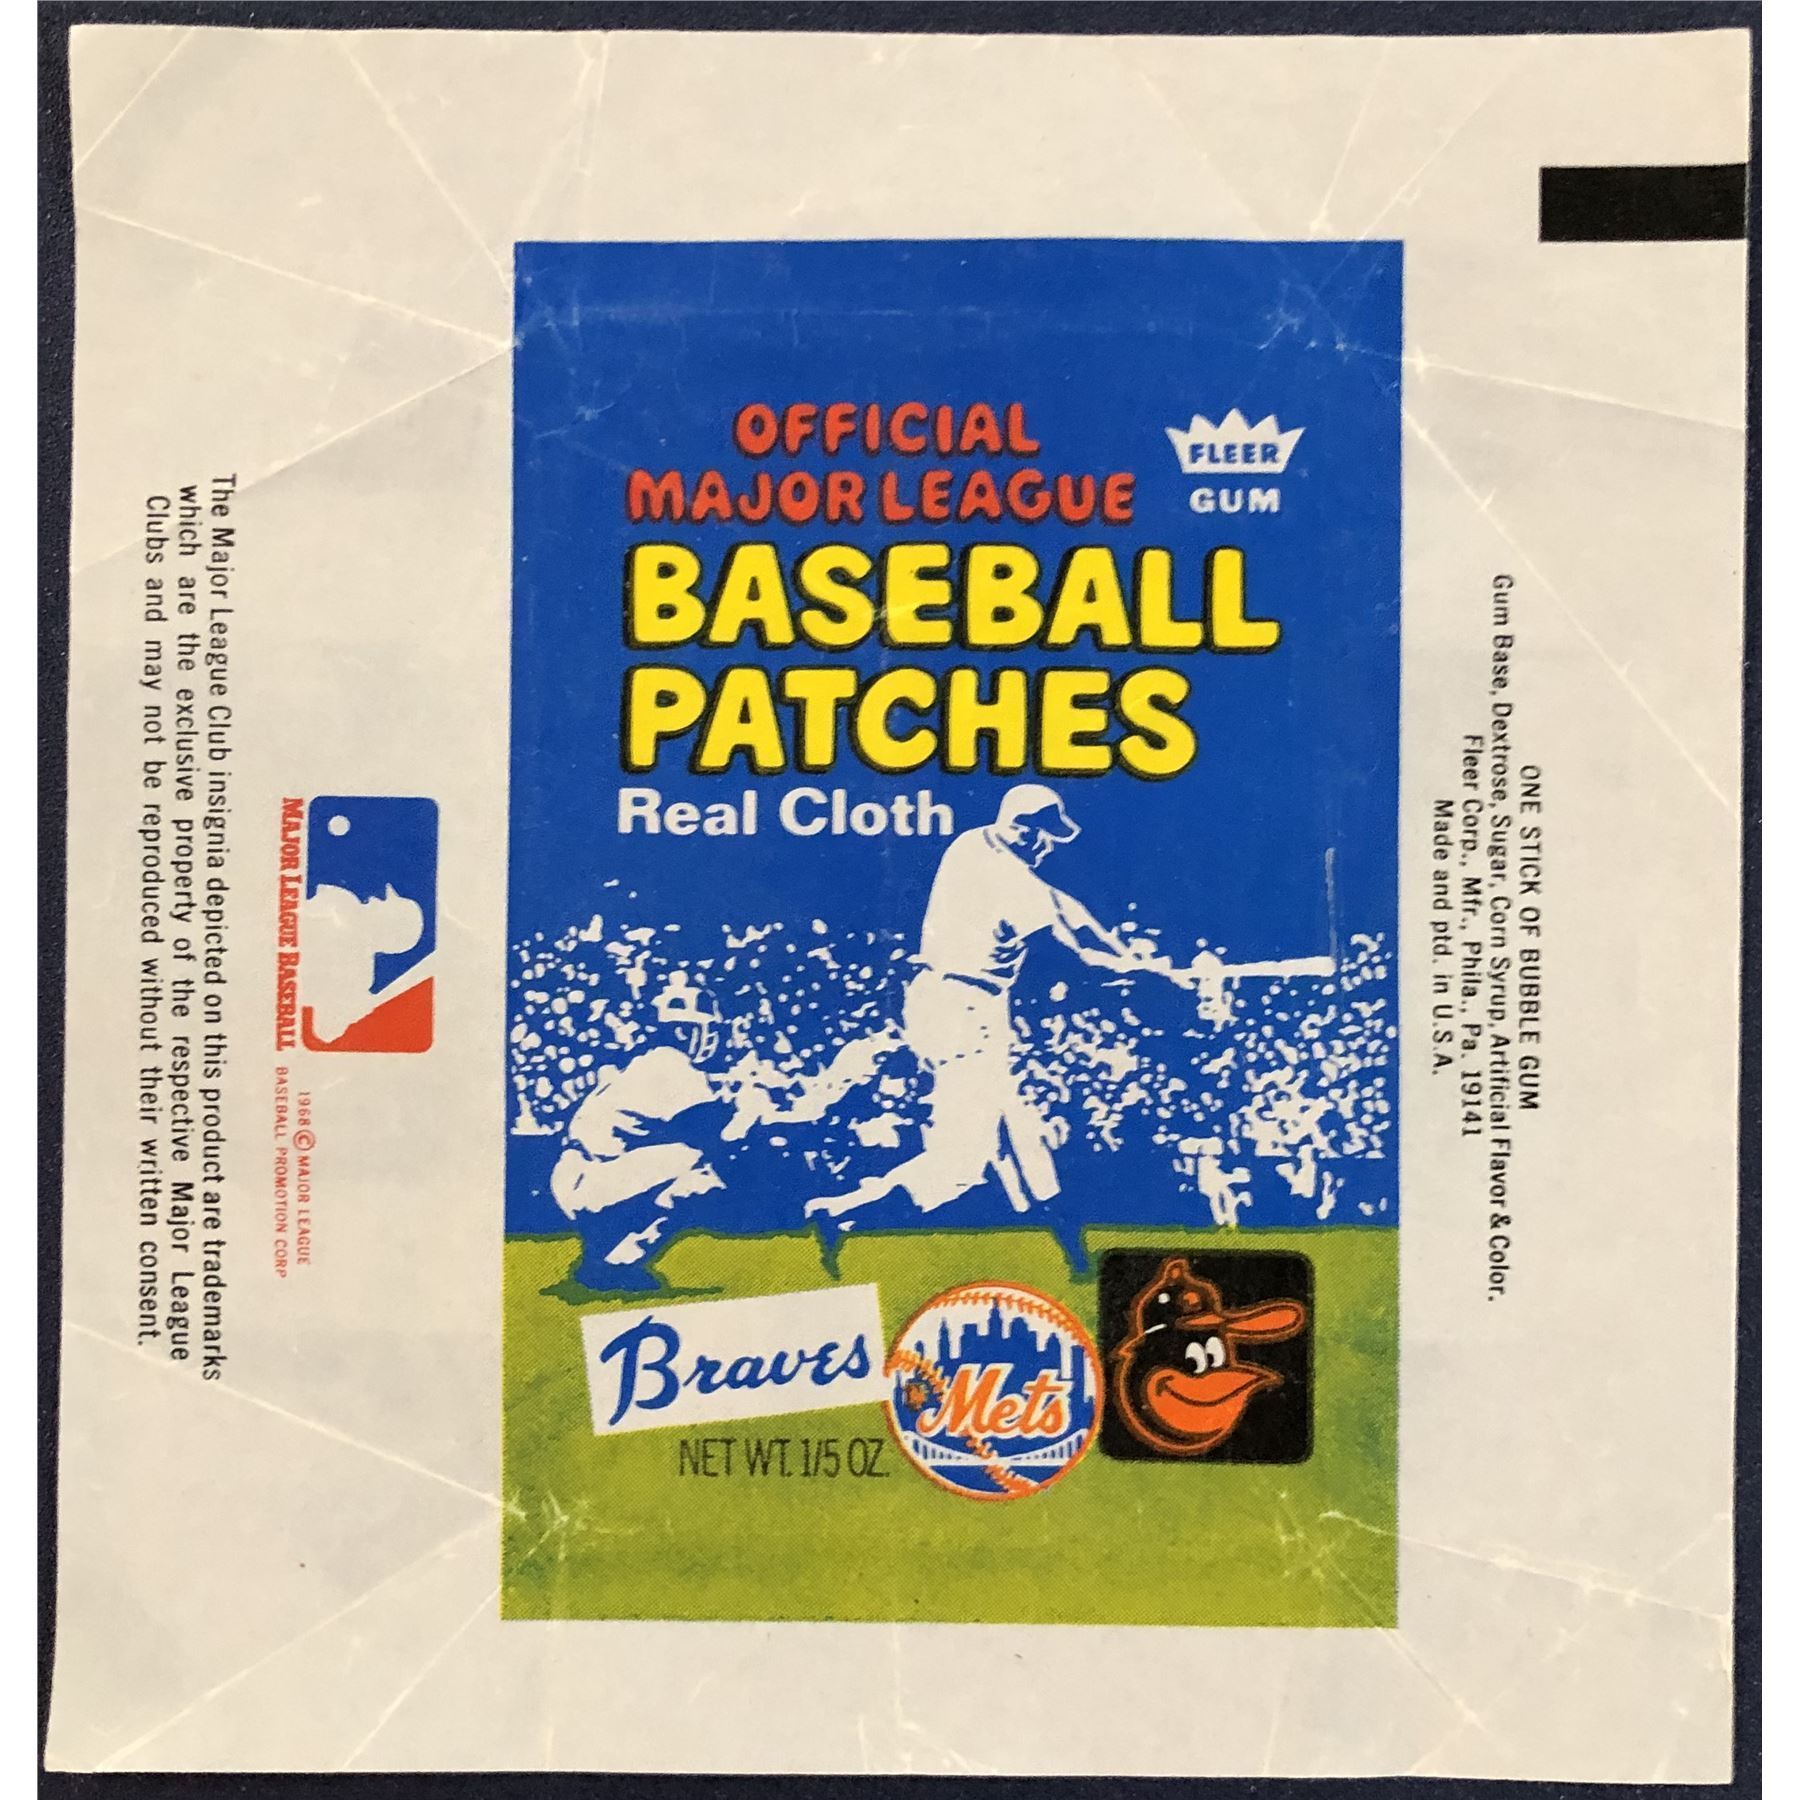 OFFICIAL
MAJOR LEAGUE
BASEBALL
PATCHES
Real Cloth
FLEER
GUM
Braves
Mets
NET WT. 1/5 OZ.
The Major League Club insignia depicted on this product are trademarks
which are the exclusive property of the respective Major League
Clubs and may not be reproduced without their written consent.
MAJOR LEAGUE BASEBALL
1968 © MAJOR LEAGUE
BASEBALL PROMOTION CORP
ONE STICK OF BUBBLE GUM
Gum Base, Dextrose, Sugar, Corn Syrup, Artificial Flavor & Color.
Fleer Corp., Mfr., Phila., Pa. 19141
Made and ptd. in U.S.A.